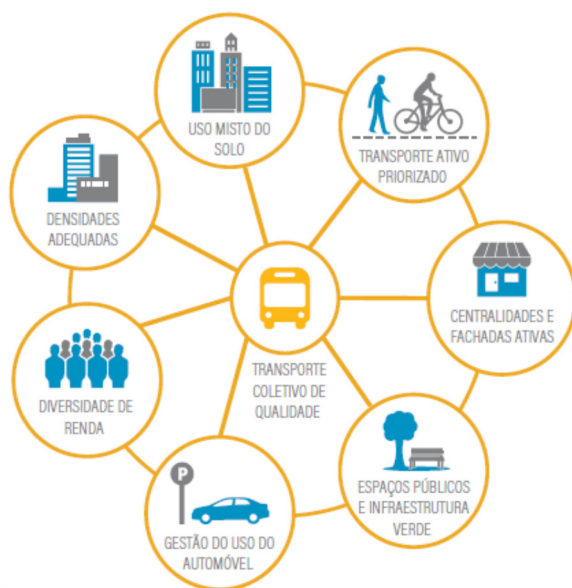 USO MISTO DO
SOLO
TRANSPORTE ATIVO
PRIORIZADO
DENSIDADES
ADEQUADAS
CENTRALIDADES E
FACHADAS ATIVAS
TRANSPORTE
COLETIVO DE
QUALIDADE
DIVERSIDADE DE
RENDA
ESPAÇOS PÚBLICOS
E INFRAESTRUTURA
VERDE
P
GESTÃO DO USO DO
AUTOMÓVEL